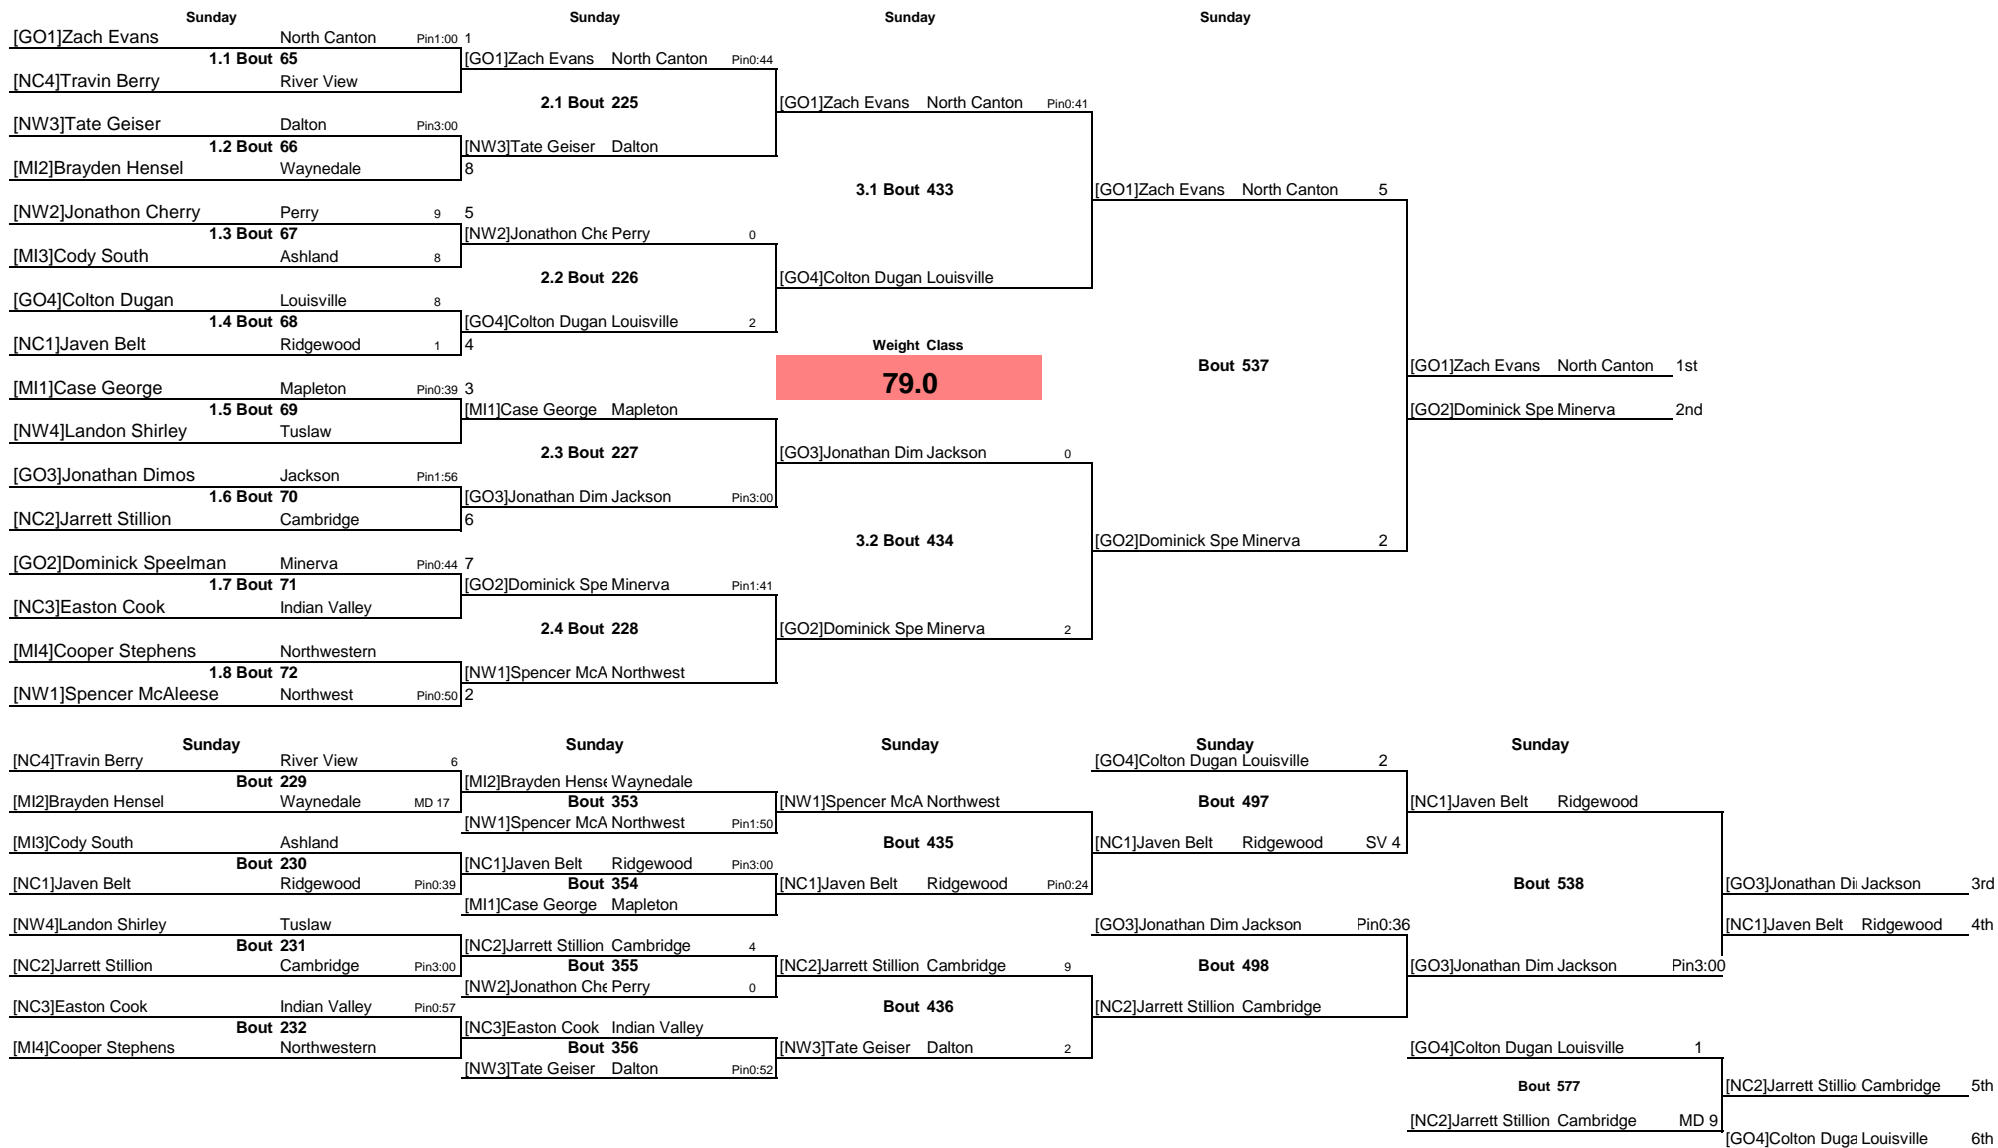 Sunday Sunday Sunday Sunday
[GO1]Zach Evans North Canton Pin1:00 1
1.1 Bout 65 [GO1]Zach Evans North Canton Pin0:44
[NC4]Travin Berry River View
2.1 Bout 225 [GO1]Zach Evans North Canton Pin0:41
[NW3]Tate Geiser Dalton Pin3:00
1.2 Bout 66 [NW3]Tate Geiser Dalton
[MI2]Brayden Hensel Waynedale 8
3.1 Bout 433 [GO1]Zach Evans North Canton 5
[NW2]Jonathon Cherry Perry 9 5
1.3 Bout 67 [NW2]Jonathon Che Perry 0
[MI3]Cody South Ashland 8
2.2 Bout 226 [GO4]Colton Dugan Louisville
[GO4]Colton Dugan Louisville 8
1.4 Bout 68 [GO4]Colton Dugan Louisville 2
[NC1]Javen Belt Ridgewood 1 4 Weight Class
Bout 537 [GO1]Zach Evans North Canton 1st
[MI1]Case George Mapleton Pin0:39 3 79.0
1.5 Bout 69 [MI1]Case George Mapleton [GO2]Dominick Spe Minerva 2nd
[NW4]Landon Shirley Tuslaw
2.3 Bout 227 [GO3]Jonathan Dim Jackson 0
[GO3]Jonathan Dimos Jackson Pin1:56
1.6 Bout 70 [GO3]Jonathan Dim Jackson Pin3:00
[NC2]Jarrett Stillion Cambridge 6
3.2 Bout 434 [GO2]Dominick Spe Minerva 2
[GO2]Dominick Speelman Minerva Pin0:44 7
1.7 Bout 71 [GO2]Dominick Spe Minerva Pin1:41
[NC3]Easton Cook Indian Valley
2.4 Bout 228 [GO2]Dominick Spe Minerva 2
[MI4]Cooper Stephens Northwestern
1.8 Bout 72 [NW1]Spencer McA Northwest
[NW1]Spencer McAleese Northwest Pin0:50 2
Sunday Sunday Sunday Sunday Sunday
[NC4]Travin Berry River View 6 [GO4]Colton Dugan Louisville 2
Bout 229 [MI2]Brayden Hense Waynedale
[MI2]Brayden Hensel Waynedale MD 17 Bout 353 [NW1]Spencer McA Northwest Bout 497 [NC1]Javen Belt Ridgewood
[NW1]Spencer McA Northwest Pin1:50
[MI3]Cody South Ashland Bout 435 [NC1]Javen Belt Ridgewood SV 4
Bout 230 [NC1]Javen Belt Ridgewood Pin3:00
[NC1]Javen Belt Ridgewood Pin0:39 Bout 354 [NC1]Javen Belt Ridgewood Pin0:24 Bout 538 [GO3]Jonathan Di Jackson 3rd
[MI1]Case George Mapleton
[NW4]Landon Shirley Tuslaw [GO3]Jonathan Dim Jackson Pin0:36 [NC1]Javen Belt Ridgewood 4th
Bout 231 [NC2]Jarrett Stillion Cambridge 4
[NC2]Jarrett Stillion Cambridge Pin3:00 Bout 355 [NC2]Jarrett Stillion Cambridge 9 Bout 498 [GO3]Jonathan Dim Jackson Pin3:00
[NW2]Jonathon Che Perry 0
[NC3]Easton Cook Indian Valley Pin0:57 Bout 436 [NC2]Jarrett Stillion Cambridge
Bout 232 [NC3]Easton Cook Indian Valley
[MI4]Cooper Stephens Northwestern Bout 356 [NW3]Tate Geiser Dalton 2 [GO4]Colton Dugan Louisville 1
[NW3]Tate Geiser Dalton Pin0:52
Bout 577 [NC2]Jarrett Stillio Cambridge 5th
[NC2]Jarrett Stillion Cambridge MD 9
[GO4]Colton Duga Louisville 6th